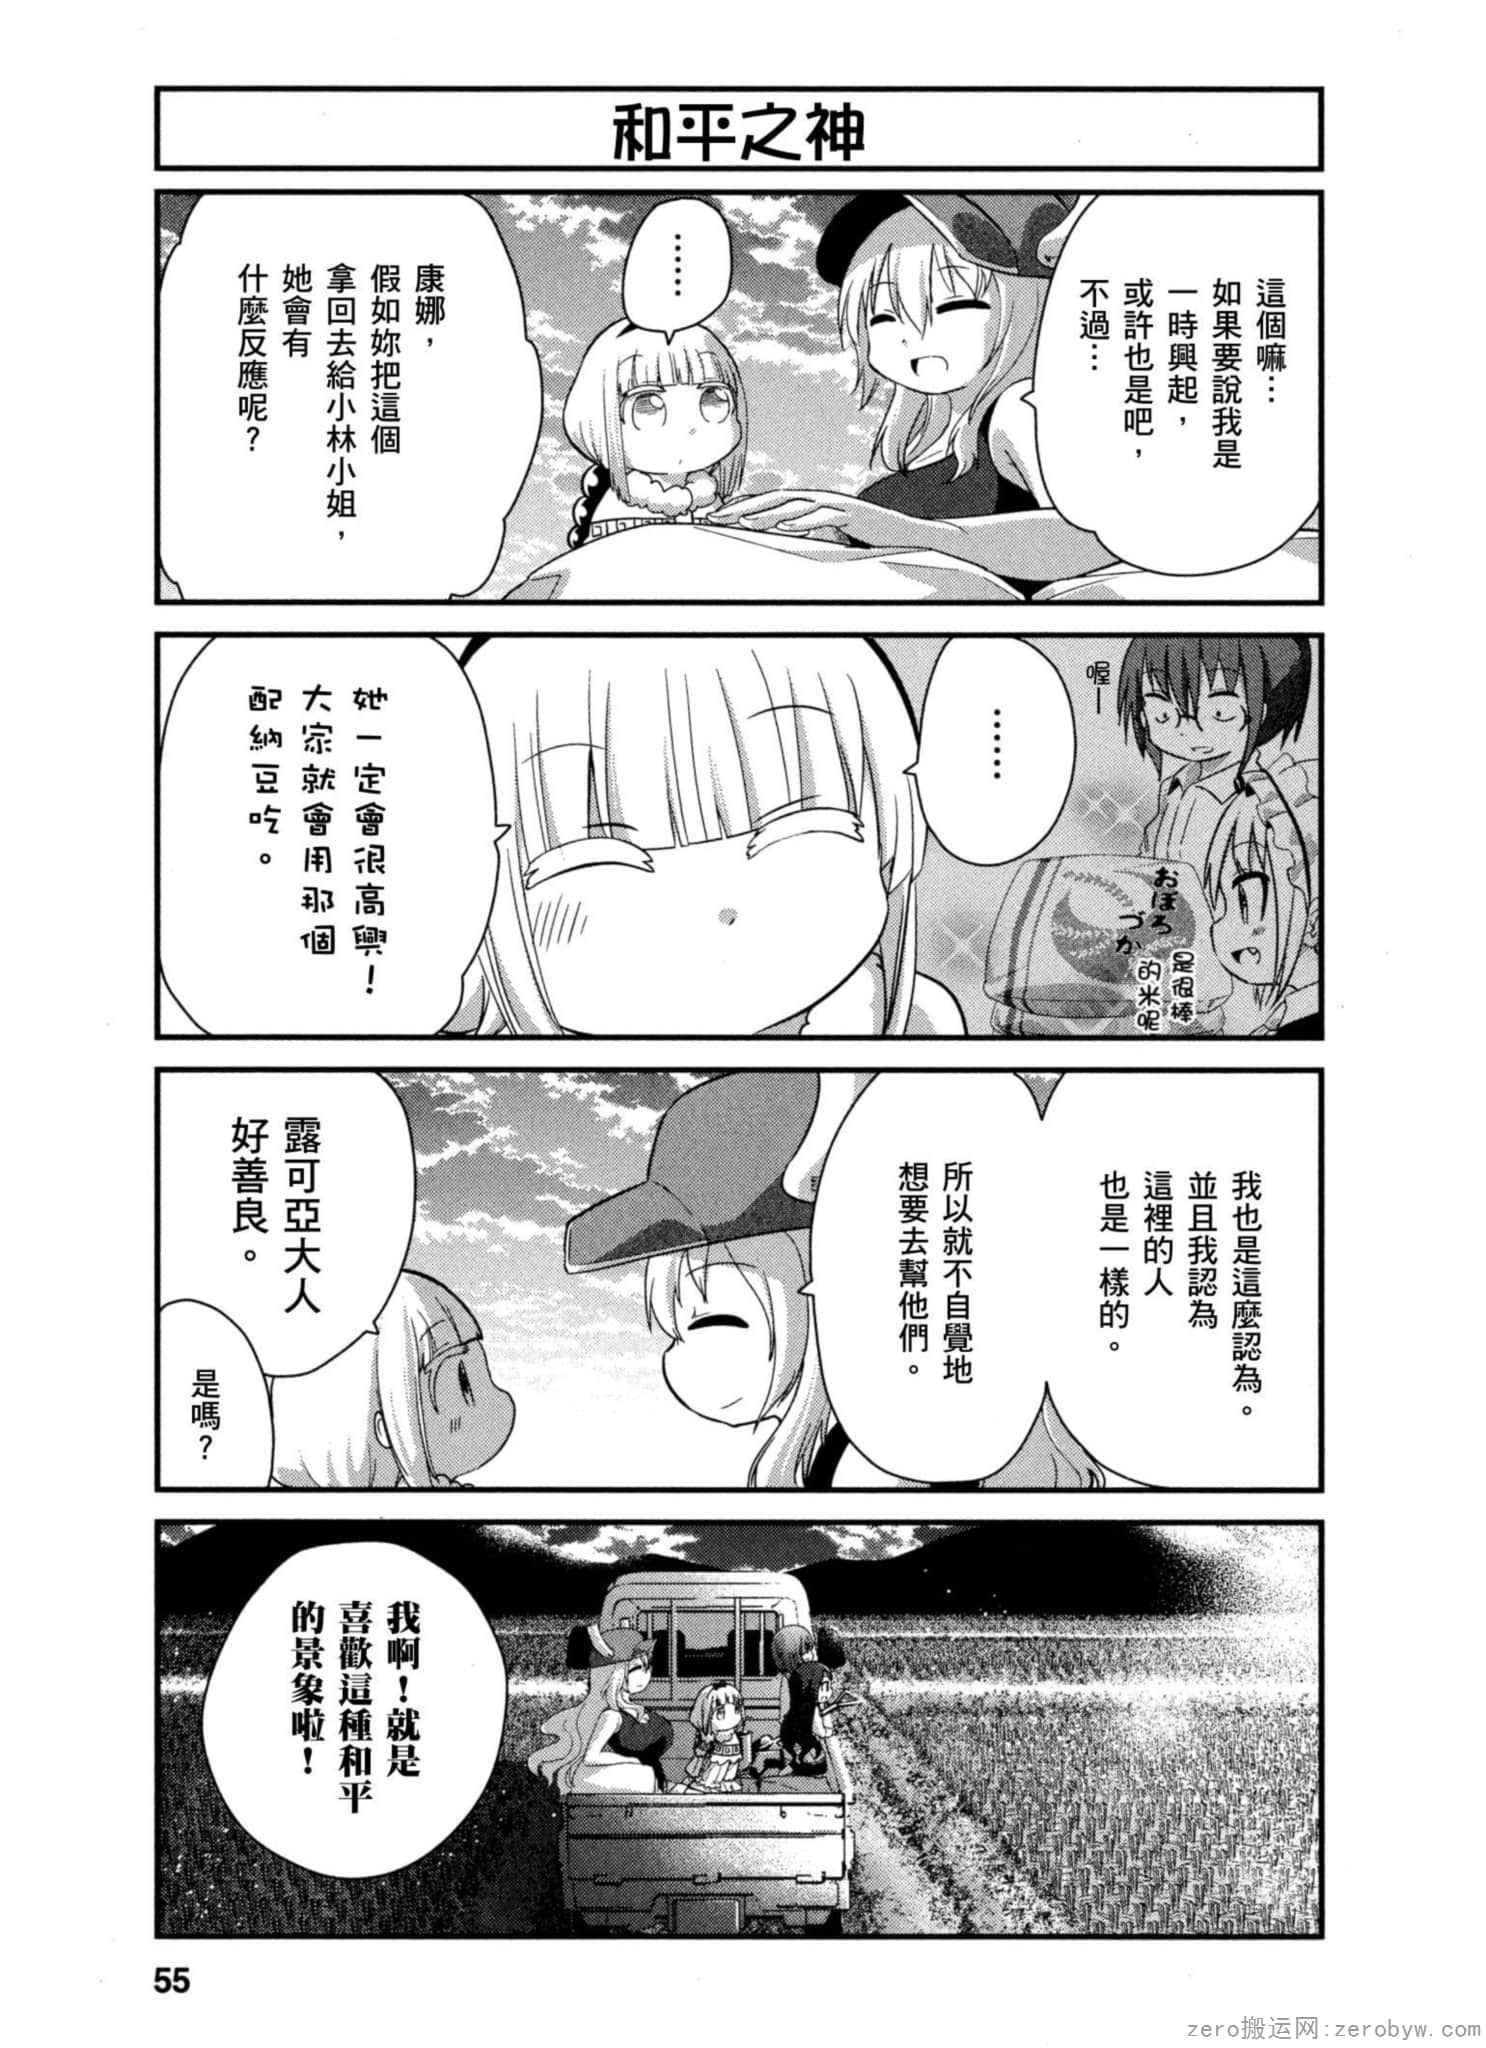 和平之神
這個嘛…
如果要說我是
一時興起，
或許也是吧，
不過…
……
康娜，
假如妳把這個
拿回去給小林小姐，
她會有
什麼反應呢？
喔—
おぼろ
づか
是很棒
的米呢
……
她一定會很高興！
大家就會用那個
配納豆吃。
我也是這麼認為。
並且我認為
這裡的人
也是一樣的。
所以就不自覺地
想要去幫他們。
露可亞大人
好善良。
是嗎？
我啊！就是
喜歡這種和平
的景象啦！
55
zero搬运网:zerobyw.com